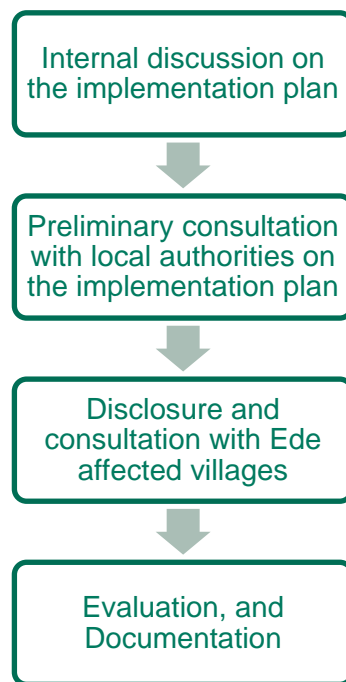 Internal discussion on
the implementation plan
Preliminary consultation
with local authorities on
the implementation plan
Disclosure and
consultation with Ede
affected villages
Evaluation, and
Documentation